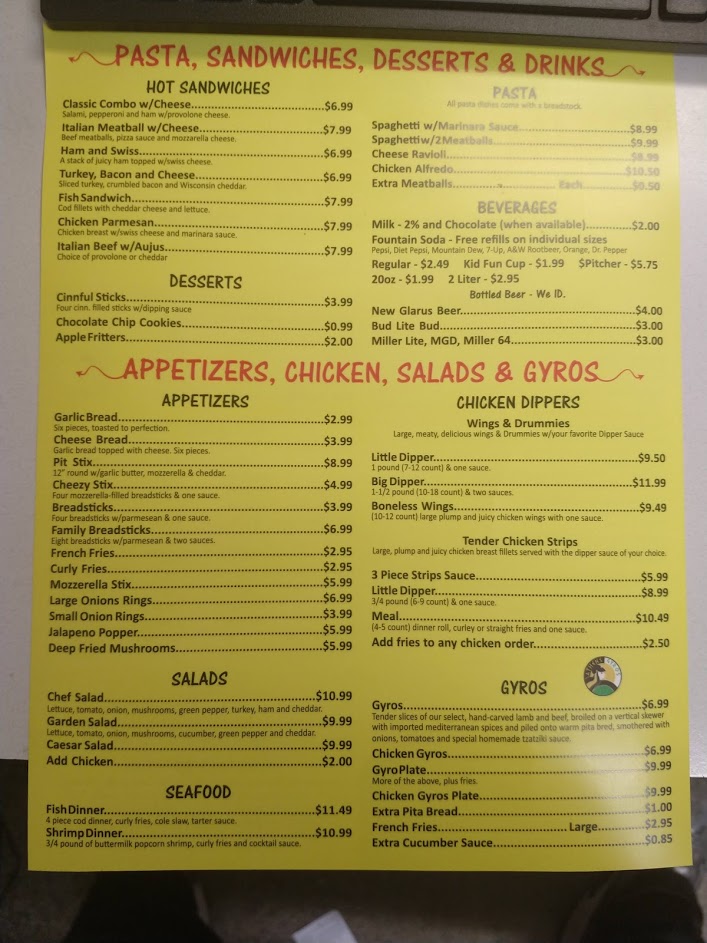 PASTA, SANDWICHES, DESSERTS & DRINKS
HOT SANDWICHES
Classic Combo w/Cheese....$6.99
Salami, pepperoni and ham w/provolone cheese.
Italian Meatball w/Cheese....$7.99
Beef meatballs, pizza sauce and mozzarella cheese.
Ham and Swiss....$6.99
A stack of juicy ham topped w/swiss cheese.
Turkey, Bacon and Cheese....$6.99
Sliced turkey, crumbled bacon and Wisconsin cheddar.
Fish Sandwich....$7.99
Cod fillets with cheddar cheese and lettuce.
Chicken Parmesan....$7.99
Chicken breast w/swiss cheese and marinara sauce.
Italian Beef w/Aujus....$7.99
Choice of provolone or cheddar
DESSERTS
Cinnful Sticks....$3.99
Four cinn. filled sticks w/dipping sauce
Chocolate Chip Cookies....$0.99
Apple Fritters....$2.00
PASTA
All pasta dishes come with a breadstock.
Spaghetti w/Marinara Sauce....$8.99
Spaghettiw/2Meatballs....$9.99
Cheese Ravioli....$8.99
Chicken Alfredo....$10.50
Extra Meatballs....Each....$0.50
BEVERAGES
Milk - 2% and Chocolate (when available)....$2.00
Fountain Soda - Free refills on individual sizes
Pepsi, Diet Pepsi, Mountain Dew, 7-Up, A&W Rootbeer, Orange, Dr. Pepper
Regular - $2.49 Kid Fun Cup - $1.99 $Pitcher - $5.75
20oz - $1.99 2 Liter - $2.95
Bottled Beer - We ID.
New Glarus Beer....$4.00
Bud Lite Bud....$3.00
Miller Lite, MGD, Miller 64....$3.00
APPETIZERS, CHICKEN, SALADS & GYROS
APPETIZERS
Garlic Bread....$2.99
Six pieces, toasted to perfection.
Cheese Bread....$3.99
Garlic bread topped with cheese. Six pieces.
Pit Stix....$8.99
12" round w/garlic butter, mozzerella & cheddar.
Cheezy Stix....$4.99
Four mozzerella-filled breadsticks & one sauce.
Breadsticks....$3.99
Four breadsticks w/parmesean & one sauce.
Family Breadsticks....$6.99
Eight breadsticks w/parmesean & two sauces.
French Fries....$2.95
Curly Fries....$2.95
Mozzerella Stix....$5.99
Large Onions Rings....$6.99
Small Onion Rings....$3.99
Jalapeno Popper....$5.99
Deep Fried Mushrooms....$5.99
SALADS
Chef Salad....$10.99
Lettuce, tomato, onion, mushrooms, green pepper, turkey, ham and cheddar.
Garden Salad....$9.99
Lettuce, tomato, onion, mushrooms, cucumber, green pepper and cheddar.
Caesar Salad....$9.99
Add Chicken....$2.00
SEAFOOD
Fish Dinner....$11.49
4 piece cod dinner, curly fries, cole slaw, tarter sauce.
Shrimp Dinner....$10.99
3/4 pound of buttermilk popcorn shrimp, curly fries and cocktail sauce.
CHICKEN DIPPERS
Wings & Drummies
Large, meaty, delicious wings & Drummies w/your favorite Dipper Sauce
Little Dipper....$9.50
1 pound (7-12 count) & one sauce.
Big Dipper....$11.99
1-1/2 pound (10-18 count) & two sauces.
Boneless Wings....$9.49
(10-12 count) large plump and juicy chicken wings with one sauce.
Tender Chicken Strips
Large, plump and juicy chicken breast fillets served with the dipper sauce of your choice.
3 Piece Strips Sauce....$5.99
Little Dipper....$8.99
3/4 pound (6-9 count) & one sauce.
Meal....$10.49
(4-5 count) dinner roll, curley or straight fries and one sauce.
Add fries to any chicken order....$2.50
GYROS
Gyros....$6.99
Tender slices of our select, hand-carved lamb and beef, broiled on a vertical skewer
with imported mediterranean spices and piled onto warm pita bred, smothered with
onions, tomatoes and special homemade tzatziki sauce.
Chicken Gyros....$6.99
Gyro Plate....$9.99
More of the above, plus fries.
Chicken Gyros Plate....$9.99
Extra Pita Bread....$1.00
French Fries....Large....$2.95
Extra Cucumber Sauce....$0.85